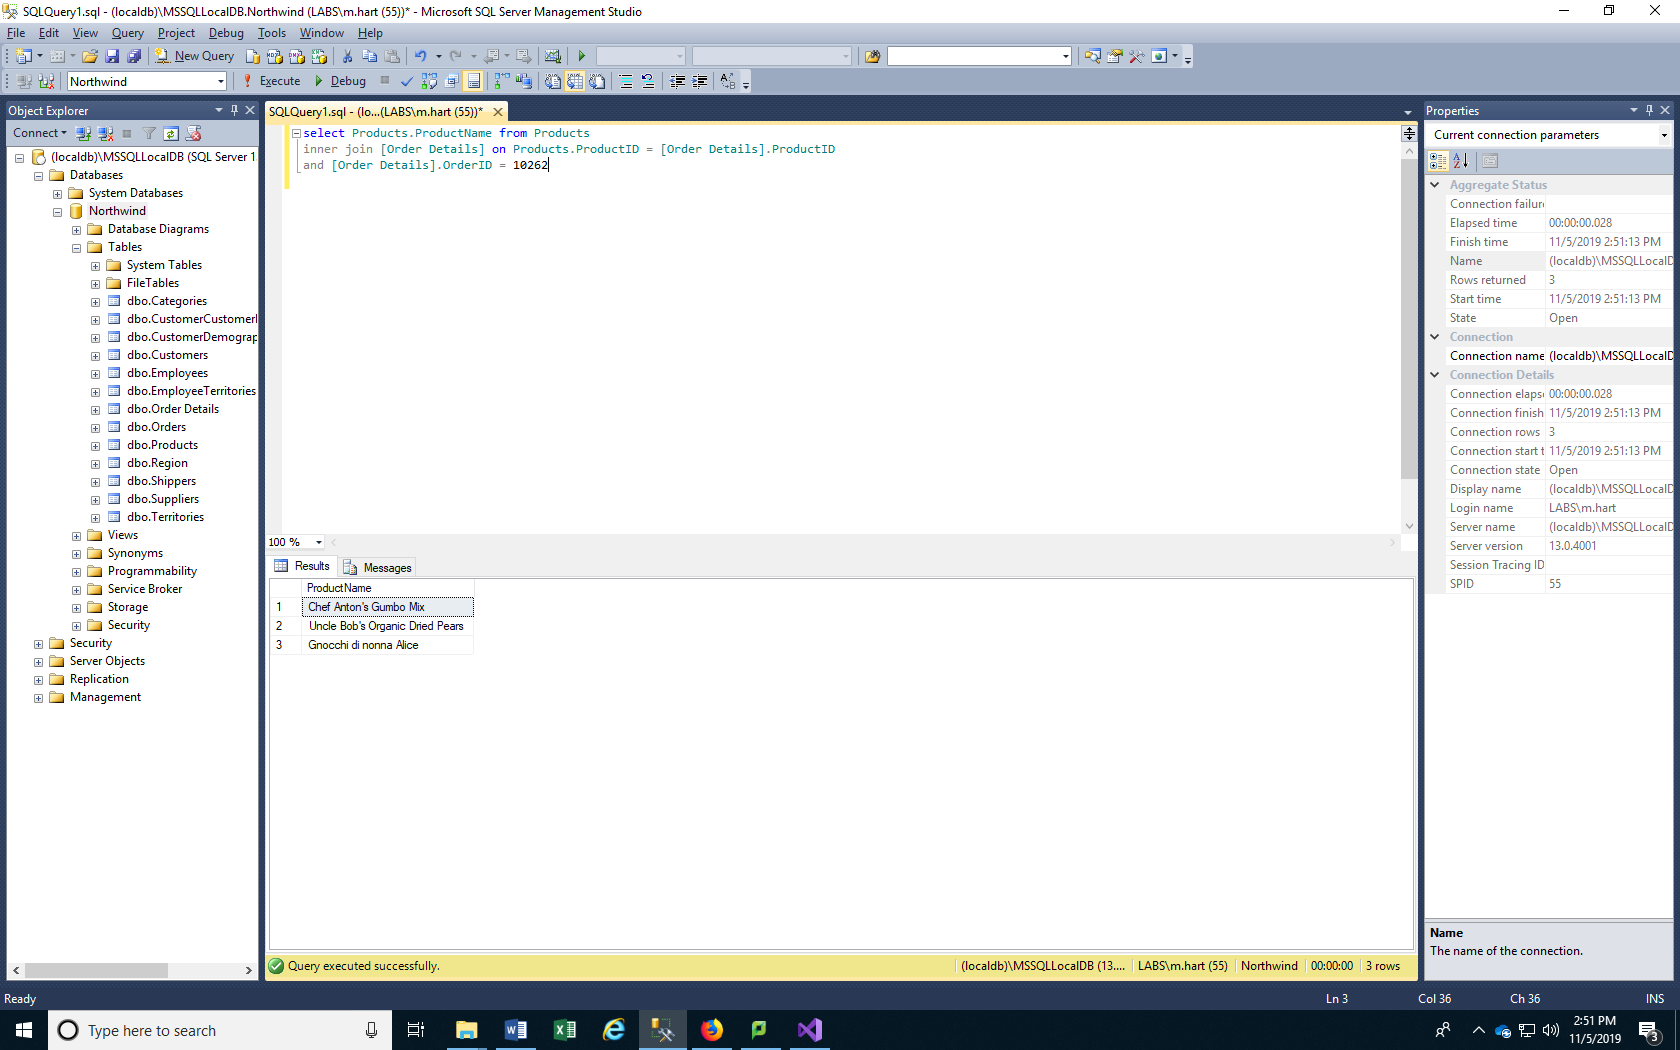 SQLQuery1.sql - (localdb)\MSSQLLocalDB.Northwind (LABS\m.hart (55))* - Microsoft SQL Server Management Studio
File Edit View Query Project Debug Tools Window Help
New Query
Northwind Execute Debug
Object Explorer
Connect
(localdb)\MSSQLLocalDB (SQL Server 1
Databases
System Databases
Northwind
Database Diagrams
Tables
System Tables
FileTables
dbo.Categories
dbo.CustomerCustomerI
dbo.CustomerDemograp
dbo.Customers
dbo.Employees
dbo.EmployeeTerritories
dbo.Order Details
dbo.Orders
dbo.Products
dbo.Region
dbo.Shippers
dbo.Suppliers
dbo.Territories
Views
Synonyms
Programmability
Service Broker
Storage
Security
Security
Server Objects
Replication
Management
SQLQuery1.sql - (lo...(LABS\m.hart (55))*
select Products.ProductName from Products
inner join [Order Details] on Products.ProductID = [Order Details].ProductID
and [Order Details].OrderID = 10262
100 %
Results Messages
ProductName
1 Chef Anton's Gumbo Mix
2 Uncle Bob's Organic Dried Pears
3 Gnocchi di nonna Alice
Query executed successfully. (localdb)\MSSQLLocalDB (13.... LABS\m.hart (55) Northwind 00:00:00 3 rows
Properties
Current connection parameters
Aggregate Status
Connection failure
Elapsed time 00:00:00.028
Finish time 11/5/2019 2:51:13 PM
Name (localdb)\MSSQLLocalD
Rows returned 3
Start time 11/5/2019 2:51:13 PM
State Open
Connection
Connection name (localdb)\MSSQLLocalD
Connection Details
Connection elapse 00:00:00.028
Connection finish 11/5/2019 2:51:13 PM
Connection rows 3
Connection start t 11/5/2019 2:51:13 PM
Connection state Open
Display name (localdb)\MSSQLLocalD
Login name LABS\m.hart
Server name (localdb)\MSSQLLocalD
Server version 13.0.4001
Session Tracing ID
SPID 55
Name
The name of the connection.
Ready Ln 3 Col 36 Ch 36 INS
Type here to search
2:51 PM
11/5/2019
3